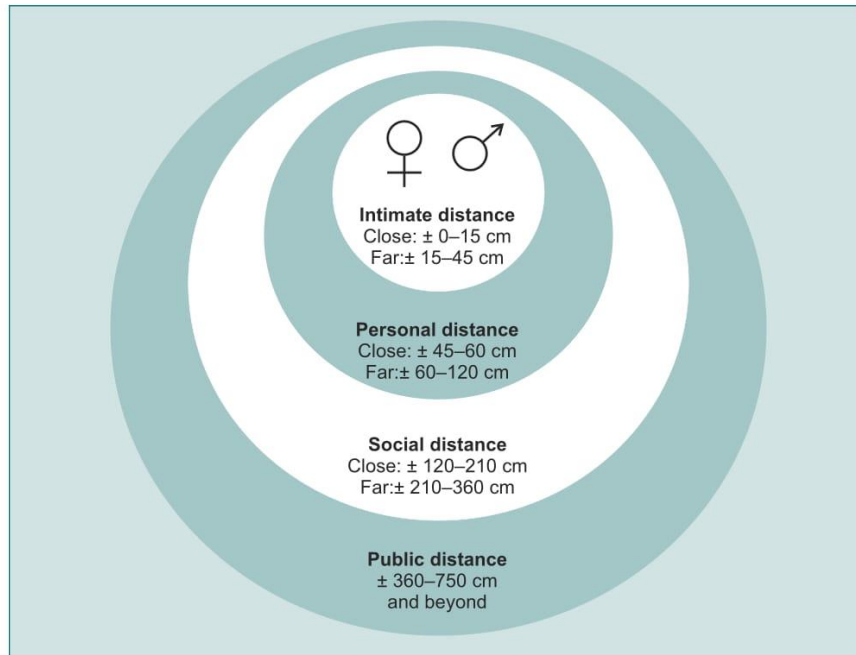 Intimate distance
Close: ± 0–15 cm
Far:± 15–45 cm
Personal distance
Close: ± 45–60 cm
Far:± 60–120 cm
Social distance
Close: ± 120–210 cm
Far:± 210–360 cm
Public distance
± 360–750 cm
and beyond